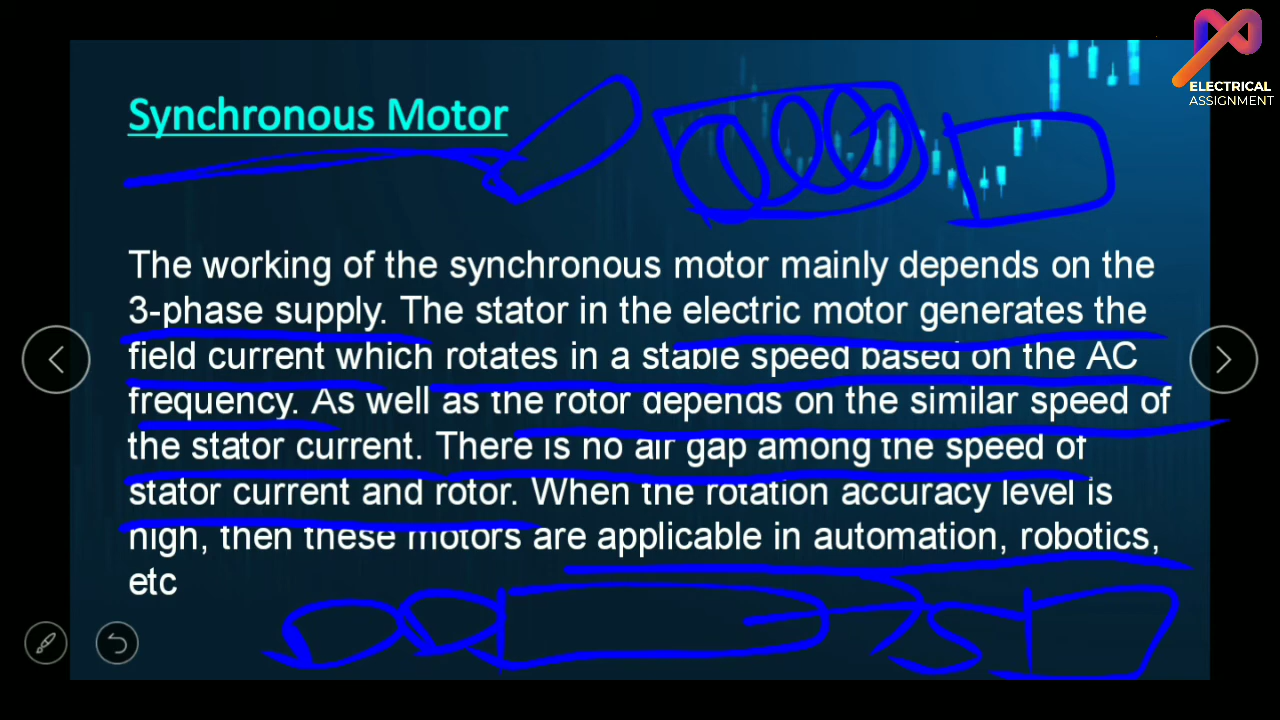 ELECTRICAL
ASSIGNMENT
Synchronous Motor
The working of the synchronous motor mainly depends on the
3-phase supply. The stator in the electric motor generates the
field current which rotates in a stable speed based on the AC
frequency. As well as the rotor depends on the similar speed of
the stator current. There is no air gap among the speed of
stator current and rotor. When the rotation accuracy level is
high, then these motors are applicable in automation, robotics,
etc